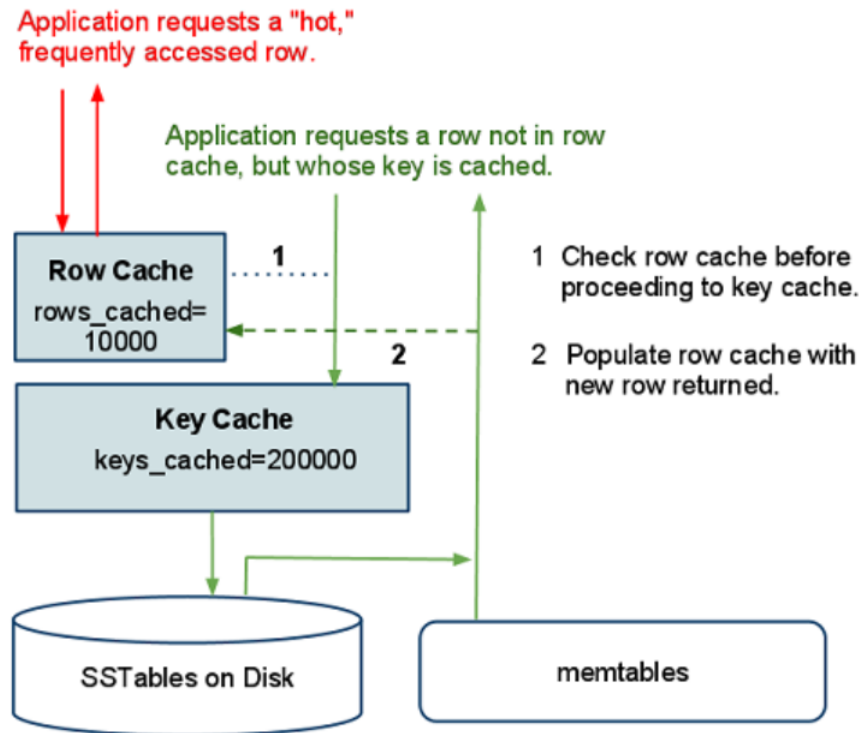 Application requests a "hot,"
frequently accessed row.
Application requests a row not in row
cache, but whose key is cached.
Row Cache
rows_cached=
10000
1
2
1 Check row cache before
proceeding to key cache.
2 Populate row cache with
new row returned.
Key Cache
keys_cached=200000
SSTables on Disk
memtables